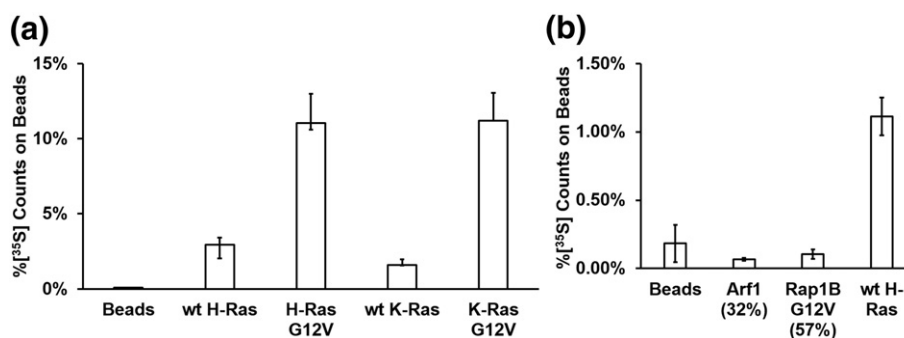 (a)
%[³⁵S] Counts on Beads
15%
10%
5%
0%
Beads
wt H-Ras
H-Ras
G12V
wt K-Ras
K-Ras
G12V
(b)
%[³⁵S] Counts on Beads
1.50%
1.00%
0.50%
0.00%
Beads
Arf1
(32%)
Rap1B
G12V
(57%)
wt H-
Ras